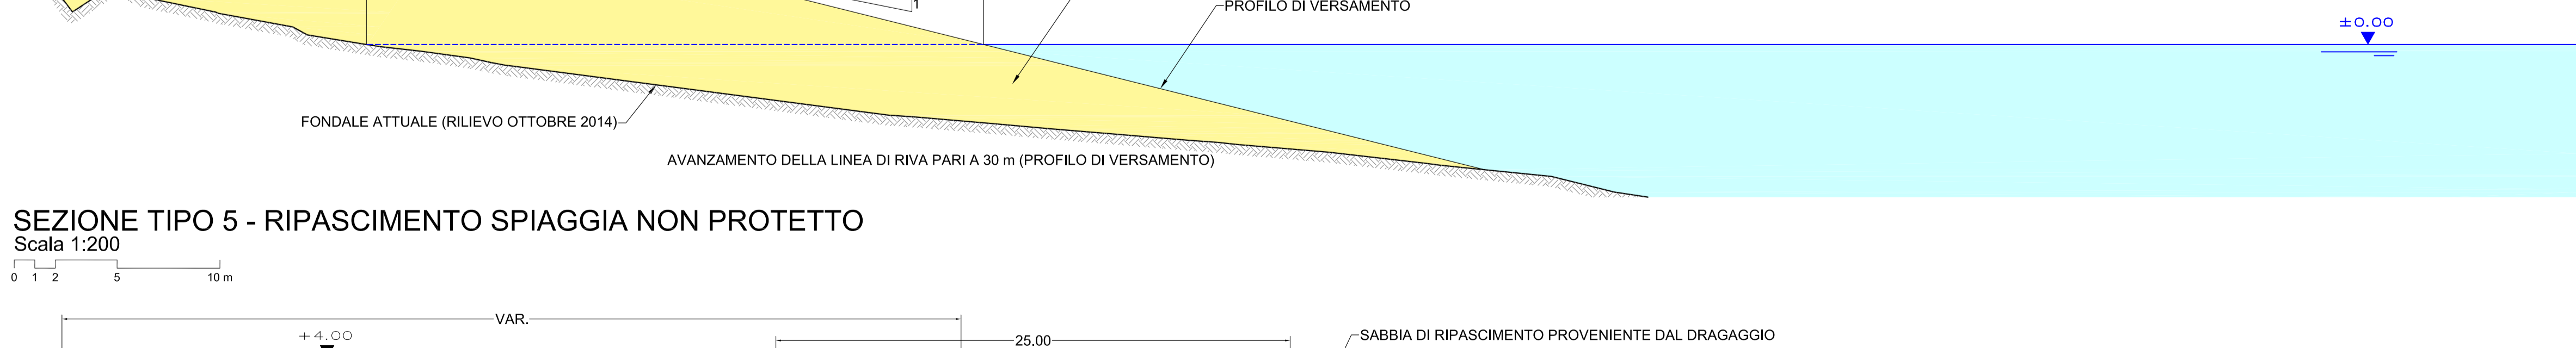 1
PROFILO DI VERSAMENTO
±0.00
FONDALE ATTUALE (RILIEVO OTTOBRE 2014)
AVANZAMENTO DELLA LINEA DI RIVA PARI A 30 m (PROFILO DI VERSAMENTO)
SEZIONE TIPO 5 - RIPASCIMENTO SPIAGGIA NON PROTETTO
Scala 1:200
0 1 2 5 10 m
VAR.
+4.00
25.00
SABBIA DI RIPASCIMENTO PROVENIENTE DAL DRAGAGGIO